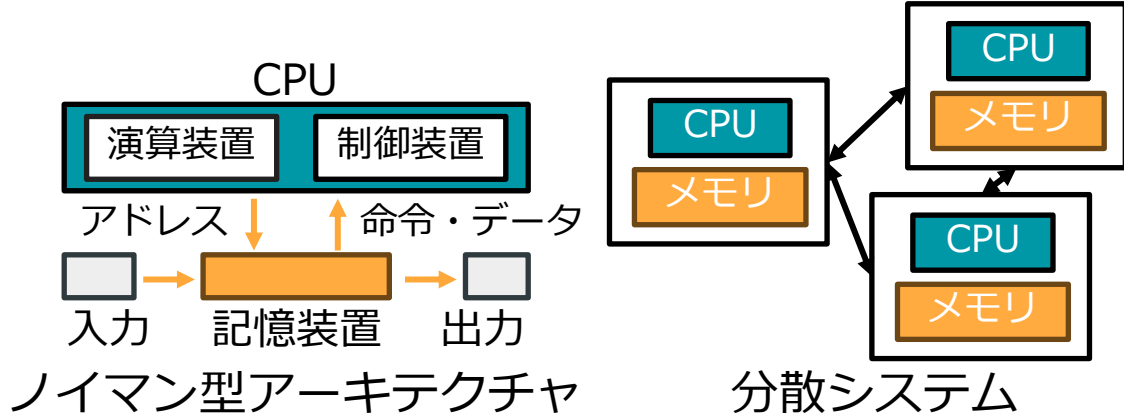 CPU
演算装置
制御装置
アドレス
命令・データ
入力
記憶装置
出力
ノイマン型アーキテクチャ
CPU
メモリ
CPU
メモリ
CPU
メモリ
分散システム